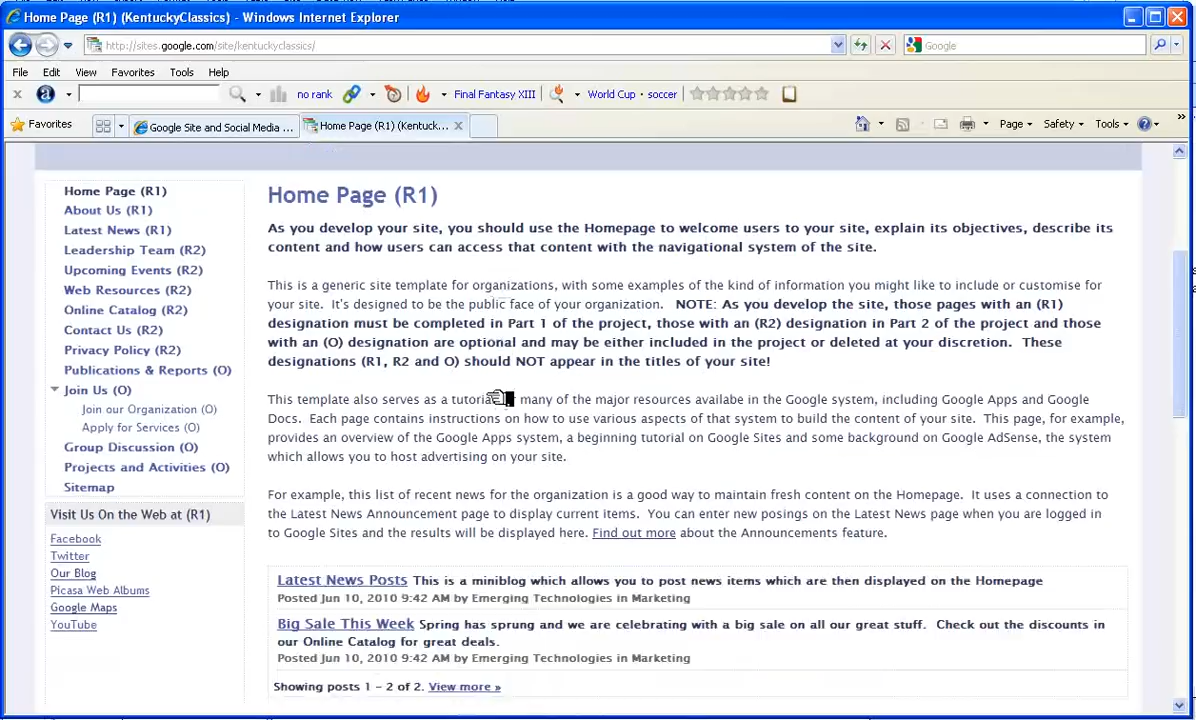 Home Page (R1) (KentuckyClassics) - Windows Internet Explorer
http://sites.google.com/site/kentuckyclassics/
Google
File Edit View Favorites Tools Help
no rank Final Fantasy XIII World Cup • soccer
Favorites
Google Site and Social Media ...
Home Page (R1) (Kentuck...
Page Safety Tools
Home Page (R1)
About Us (R1)
Latest News (R1)
Leadership Team (R2)
Upcoming Events (R2)
Web Resources (R2)
Online Catalog (R2)
Contact Us (R2)
Privacy Policy (R2)
Publications & Reports (O)
Join Us (O)
Join our Organization (O)
Apply for Services (O)
Group Discussion (O)
Projects and Activities (O)
Sitemap
Visit Us On the Web at (R1)
Facebook
Twitter
Our Blog
Picasa Web Albums
Google Maps
YouTube
Home Page (R1)
As you develop your site, you should use the Homepage to welcome users to your site, explain its objectives, describe its
content and how users can access that content with the navigational system of the site.
This is a generic site template for organizations, with some examples of the kind of information you might like to include or customise for
your site. It's designed to be the public face of your organization. NOTE: As you develop the site, those pages with an (R1)
designation must be completed in Part 1 of the project, those with an (R2) designation in Part 2 of the project and those
with an (O) designation are optional and may be either included in the project or deleted at your discretion. These
designations (R1, R2 and O) should NOT appear in the titles of your site!
This template also serves as a many of the major resources availabe in the Google system, including Google Apps and Google
Docs. Each page contains instructions on how to use various aspects of that system to build the content of your site. This page, for example,
provides an overview of the Google Apps system, a beginning tutorial on Google Sites and some background on Google AdSense, the system
which allows you to host advertising on your site.
For example, this list of recent news for the organization is a good way to maintain fresh content on the Homepage. It uses a connection to
the Latest News Announcement page to display current items. You can enter new posings on the Latest News page when you are logged in
to Google Sites and the results will be displayed here. Find out more about the Announcements feature.
Latest News Posts This is a miniblog which allows you to post news items which are then displayed on the Homepage
Posted Jun 10, 2010 9:42 AM by Emerging Technologies in Marketing
Big Sale This Week Spring has sprung and we are celebrating with a big sale on all our great stuff. Check out the discounts in
our Online Catalog for great deals.
Posted Jun 10, 2010 9:42 AM by Emerging Technologies in Marketing
Showing posts 1 - 2 of 2. View more »